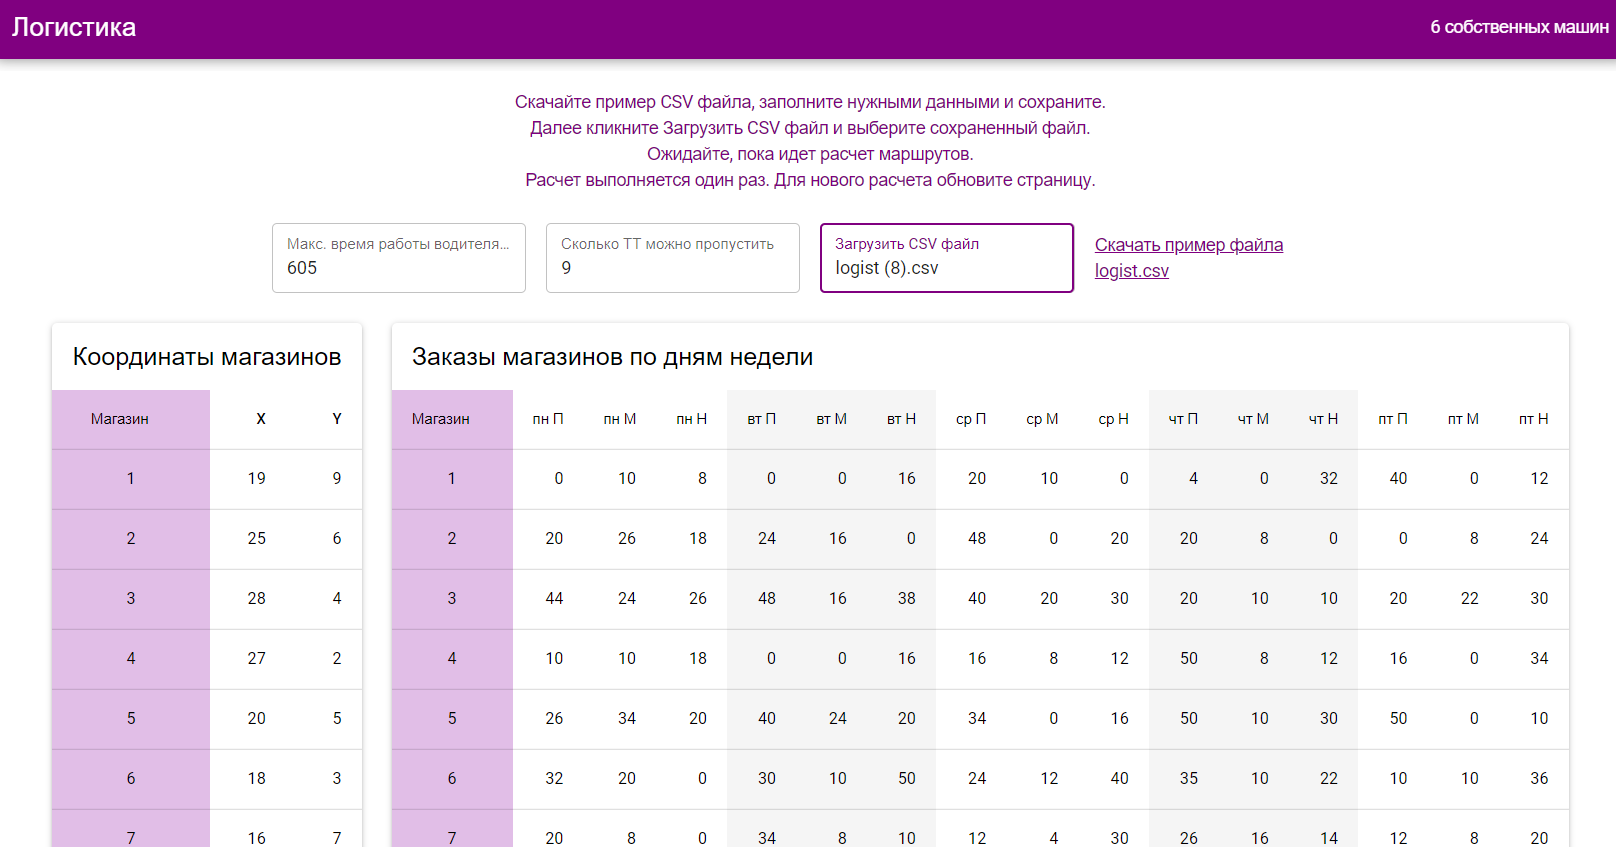 Логистика
6 собственных машин
Скачайте пример CSV файла, заполните нужными данными и сохраните.
Далее кликните Загрузить CSV файл и выберите сохраненный файл.
Ожидайте, пока идет расчет маршрутов.
Расчет выполняется один раз. Для нового расчета обновите страницу.
Макс. время работы водителя...
605
Сколько ТТ можно пропустить
9
Загрузить CSV файл
logist (8).csv
Скачать пример файла
logist.csv
Координаты магазинов
Магазин X Y
1 19 9
2 25 6
3 28 4
4 27 2
5 20 5
6 18 3
7 16 7
Заказы магазинов по дням недели
Магазин пн П пн М пн Н вт П вт М вт Н ср П ср М ср Н чт П чт М чт Н пт П пт М пт Н
1 0 10 8 0 0 16 20 10 0 4 0 32 40 0 12
2 20 26 18 24 16 0 48 0 20 20 8 0 0 8 24
3 44 24 26 48 16 38 40 20 30 20 10 10 20 22 30
4 10 10 18 0 0 16 16 8 12 50 8 12 16 0 34
5 26 34 20 40 24 20 34 0 16 50 10 30 50 0 10
6 32 20 0 30 10 50 24 12 40 35 10 22 10 10 36
7 20 8 0 34 8 10 12 4 30 26 16 14 12 8 20